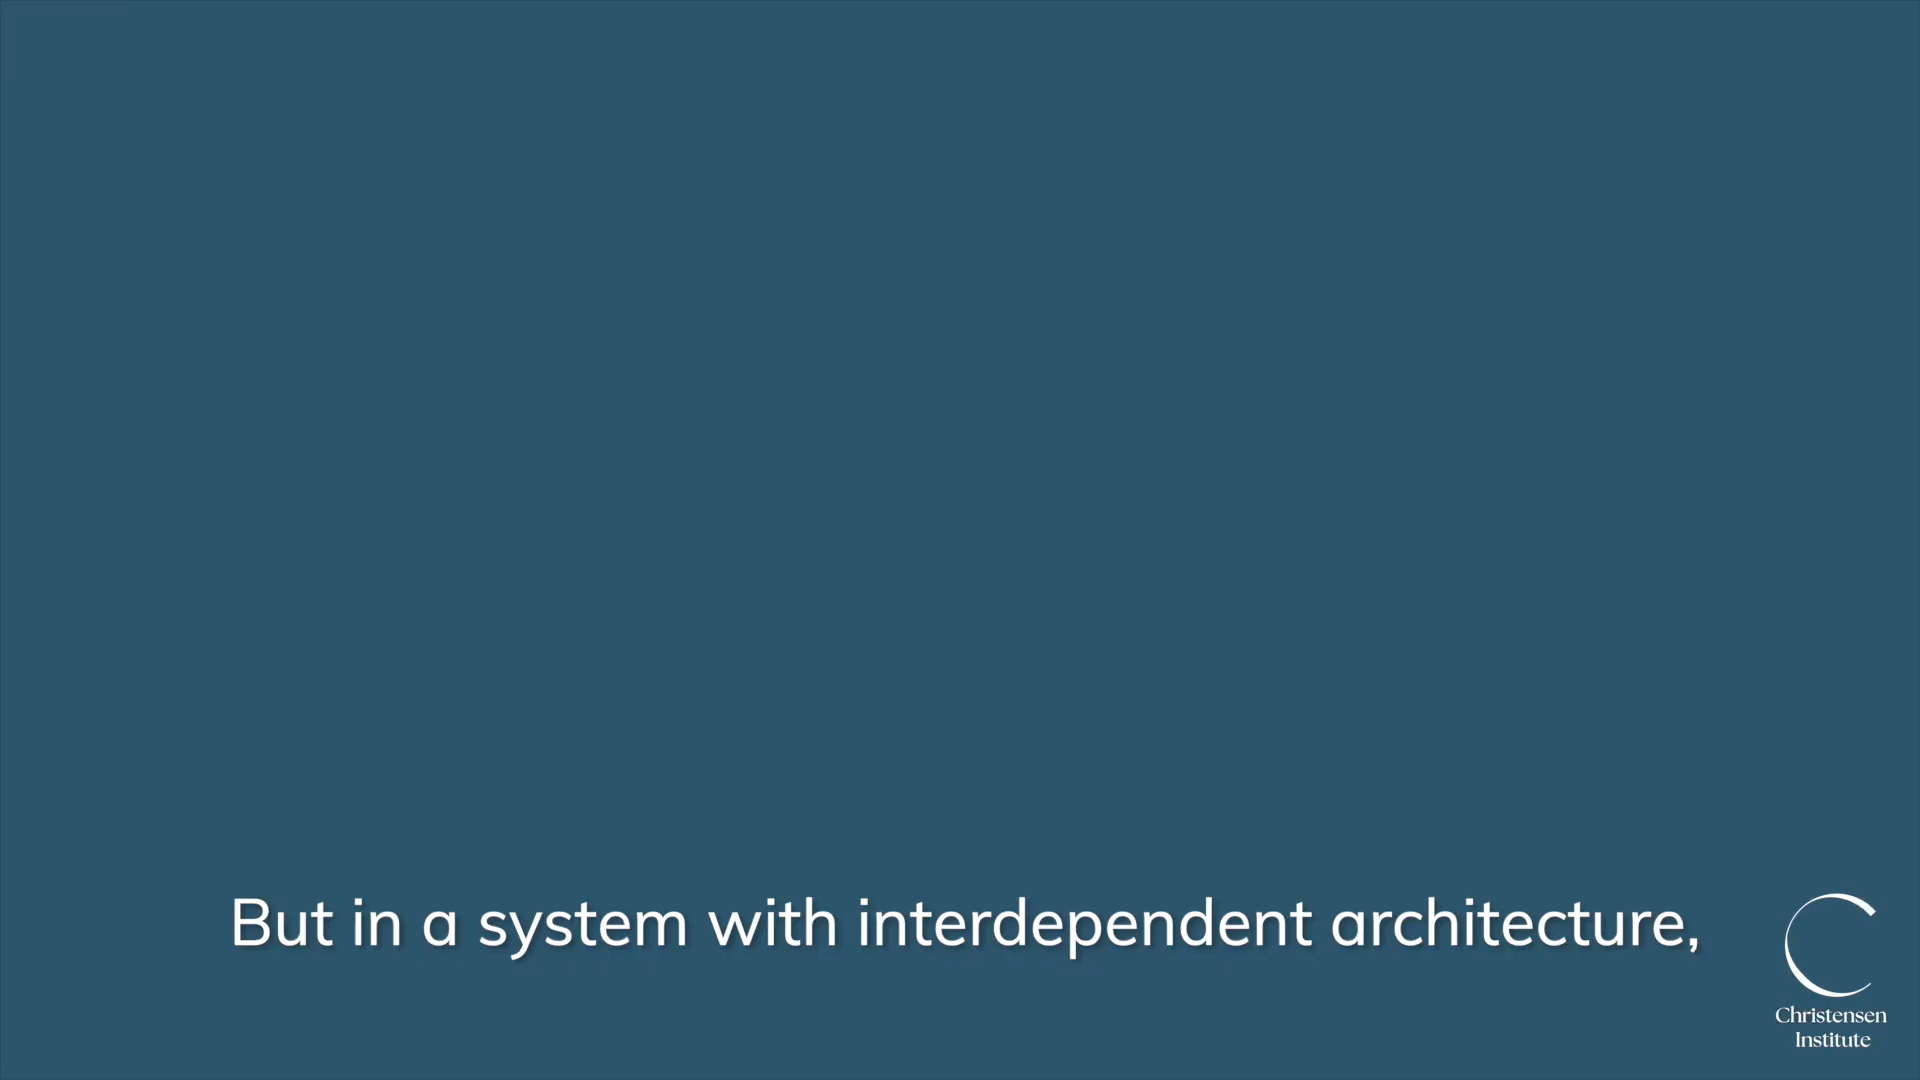 But in a system with interdependent architecture,
Christensen
Institute